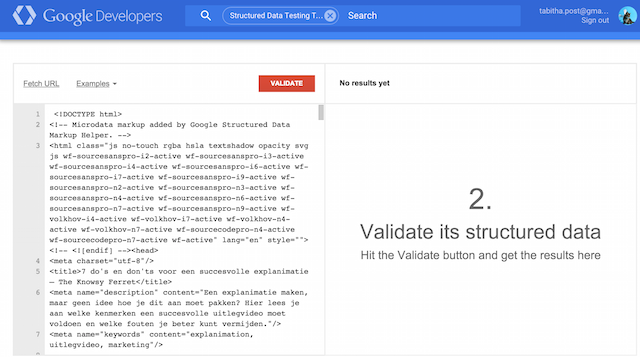 Google Developers
Structured Data Testing T... Search
tabitha.post@gma...
Sign out
Fetch URL Examples VALIDATE
No results yet
1 <!DOCTYPE html>
2 <!-- Microdata markup added by Google Structured Data
Markup Helper. -->
3 <html class="js no-touch rgba hsla textshadow opacity svg
js wf-sourcesanspro-i2-active wf-sourcesanspro-i3-active
wf-sourcesanspro-i4-active wf-sourcesanspro-i6-active wf-
sourcesanspro-i7-active wf-sourcesanspro-i9-active wf-
sourcesanspro-n2-active wf-sourcesanspro-n3-active wf-
sourcesanspro-n4-active wf-sourcesanspro-n6-active wf-
sourcesanspro-n7-active wf-sourcesanspro-n9-active wf-
volkhov-i4-active wf-volkhov-i7-active wf-volkhov-n4-
active wf-volkhov-n7-active wf-sourcecodepro-n4-active
wf-sourcecodepro-n7-active wf-active" lang="en" style="">
<!-- <![endif] --><head>
4 <meta charset="utf-8"/>
5 <title>7 do's en don'ts voor een succesvolle explanimatie
— The Knowsy Ferret</title>
6 <meta name="description" content="Een explanimatie maken,
maar geen idee hoe je dit aan moet pakken? Hier lees je
aan welke kenmerken een succesvolle uitlegvideo moet
voldoen en welke fouten je beter kunt vermijden."/>
7 <meta name="keywords" content="explanimation,
uitlegvideo, marketing"/>
2.
Validate its structured data
Hit the Validate button and get the results here